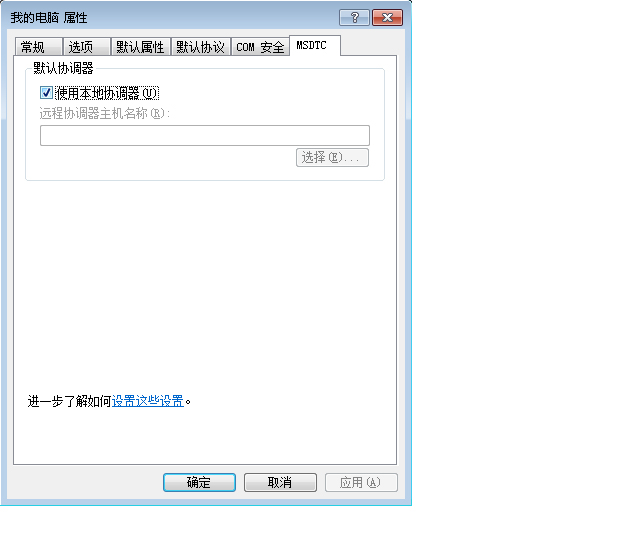 我的电脑 属性
常规 选项 默认属性 默认协议 COM 安全 MSDTC
默认协调器
使用本地协调器(U)
远程协调器主机名称(R):
选择(E)...
进一步了解如何设置这些设置。
确定 取消 应用(A)